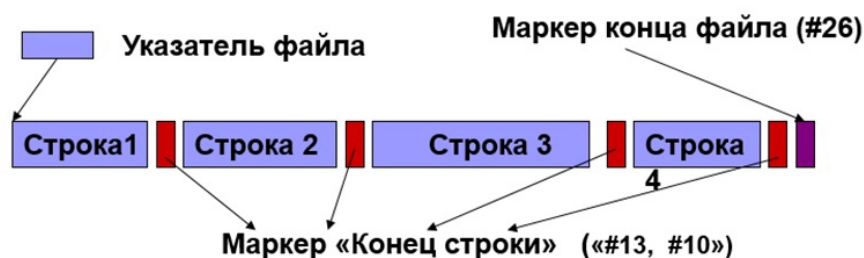 Маркер конца файла (#26)
Указатель файла
Строка1 Строка 2 Строка 3 Строка
4
Маркер «Конец строки» («#13, #10»)